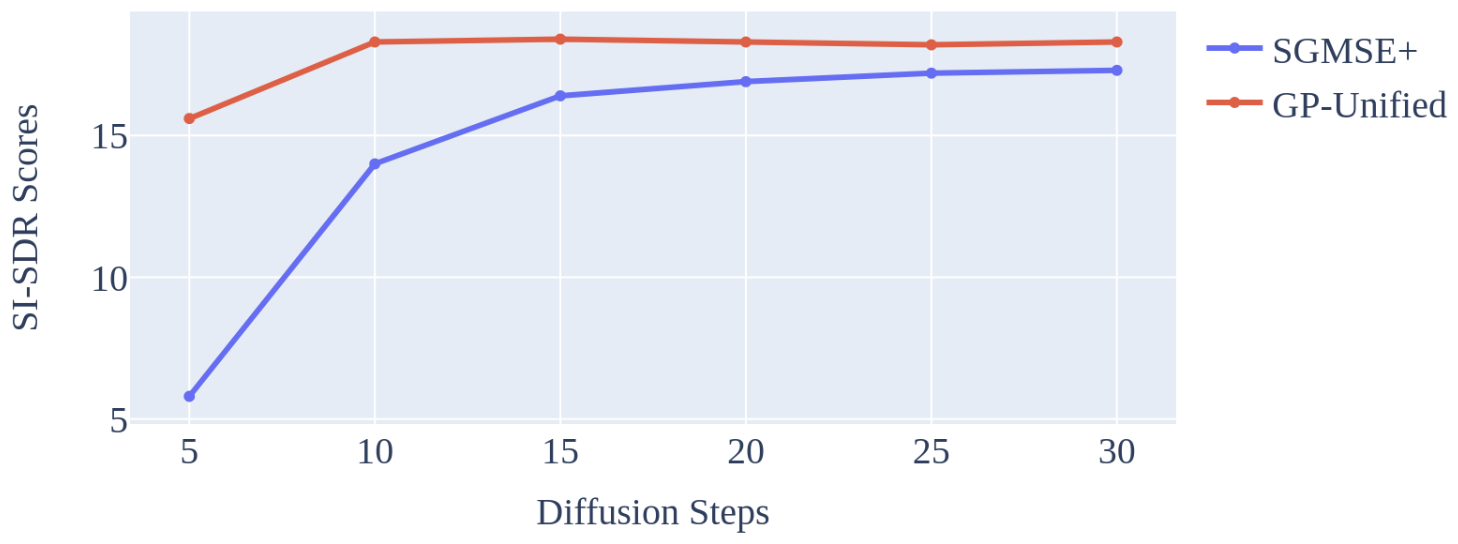 SI-SDR Scores
15
10
5
5 10 15 20 25 30
Diffusion Steps
SGMSE+
GP-Unified